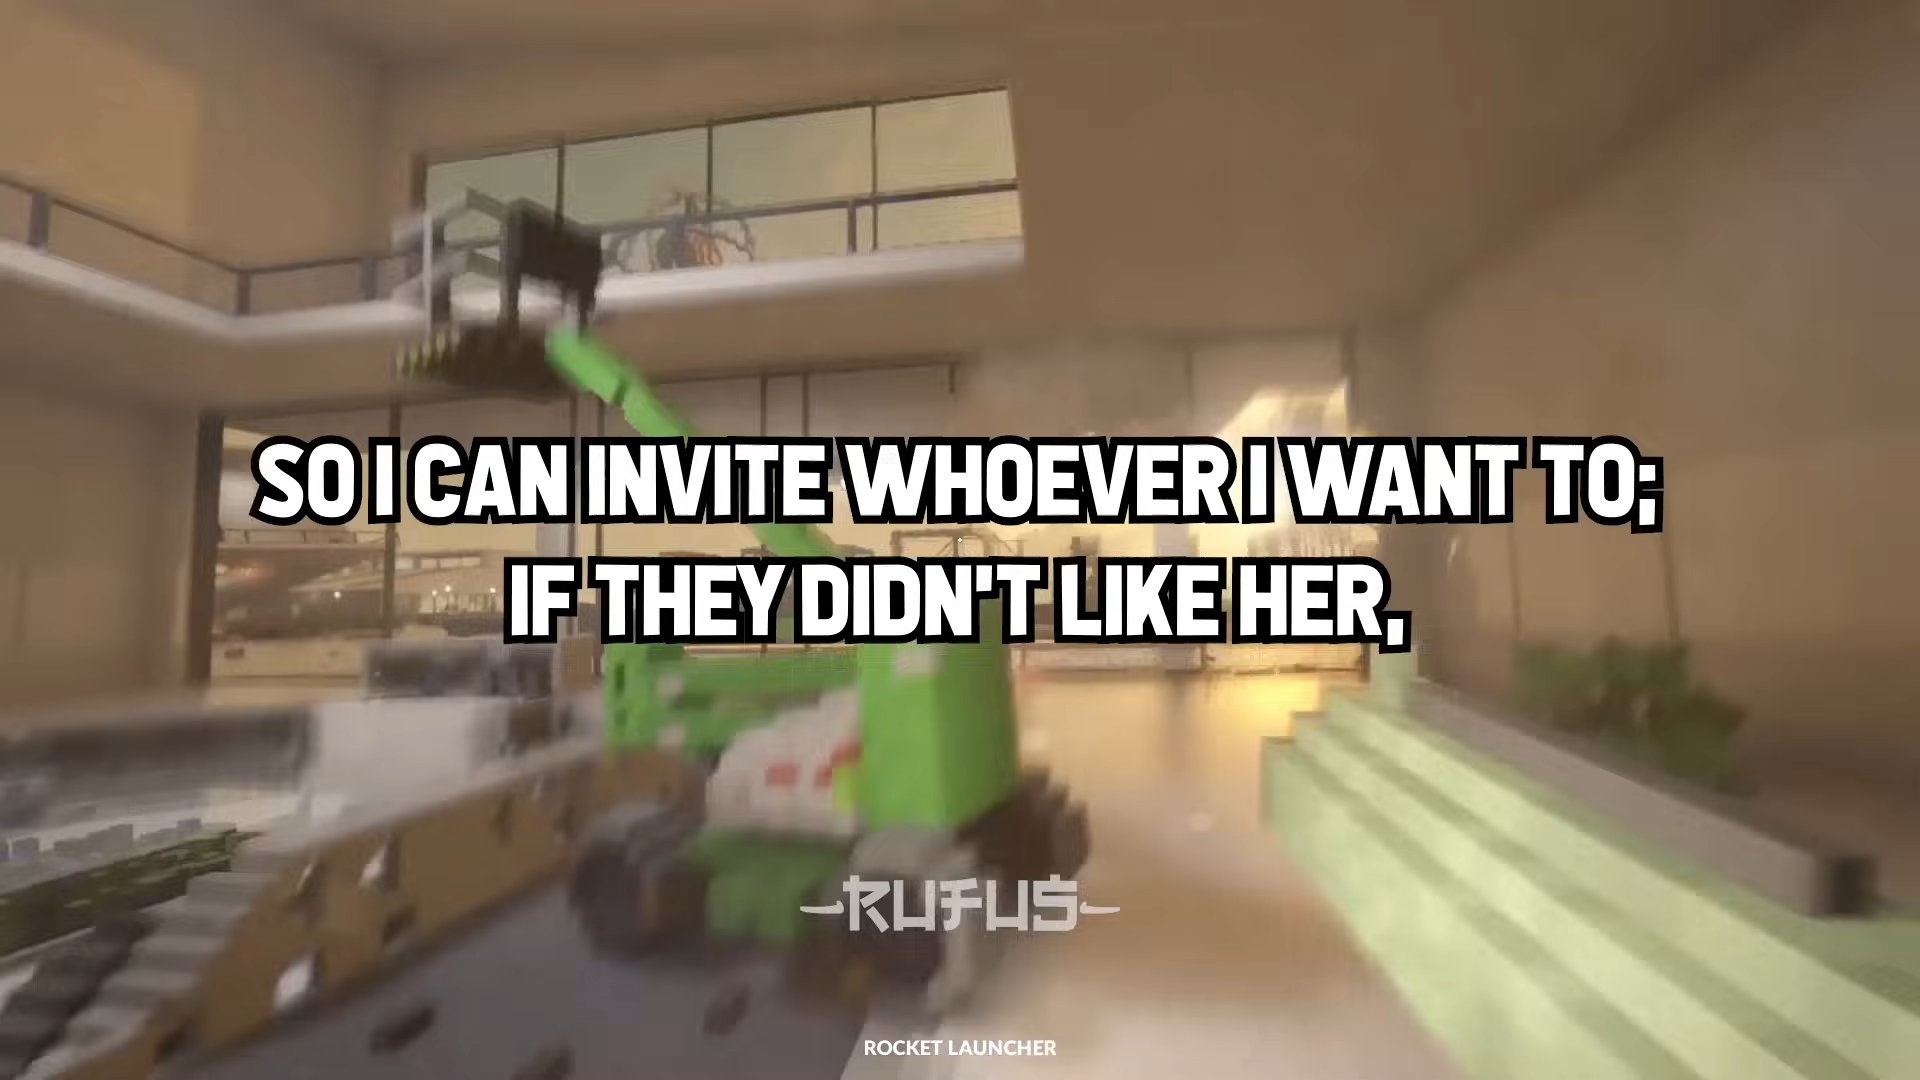 SO I CAN INVITE WHOEVER I WANT TO;
IF THEY DIDN'T LIKE HER,
RUFUS
ROCKET LAUNCHER